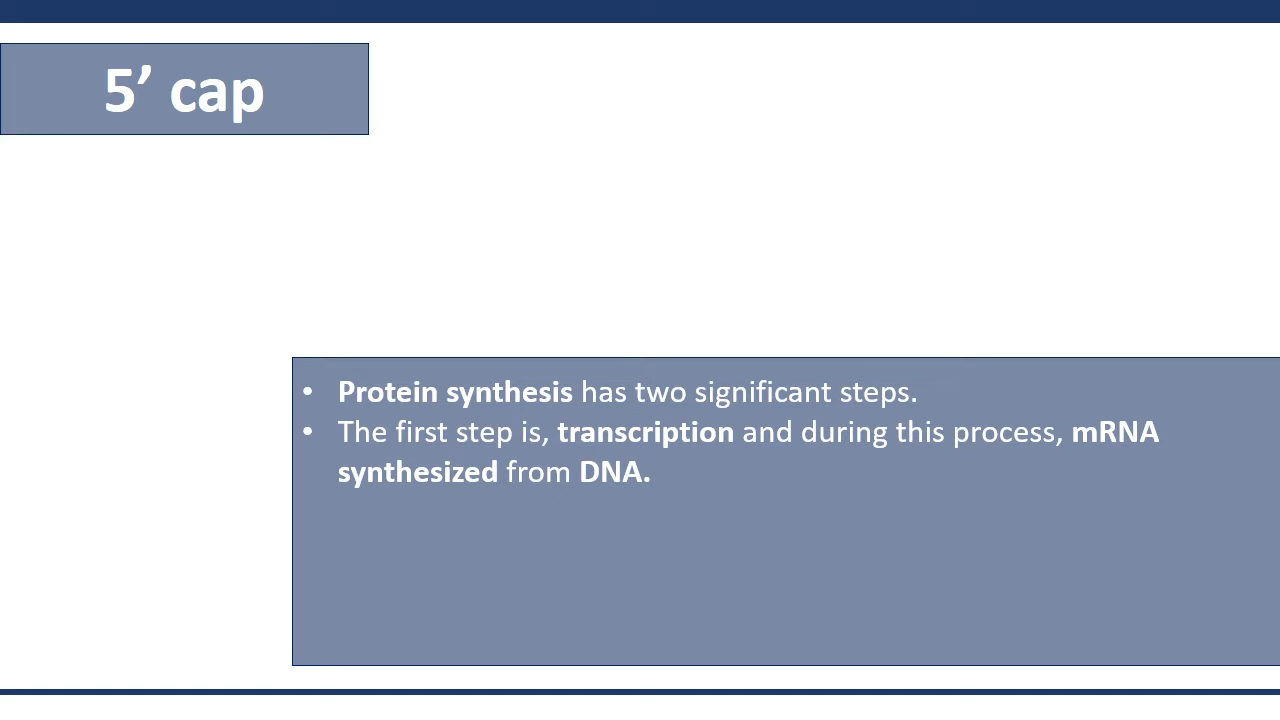 5’ cap
• Protein synthesis has two significant steps.
• The first step is, transcription and during this process, mRNA
synthesized from DNA.